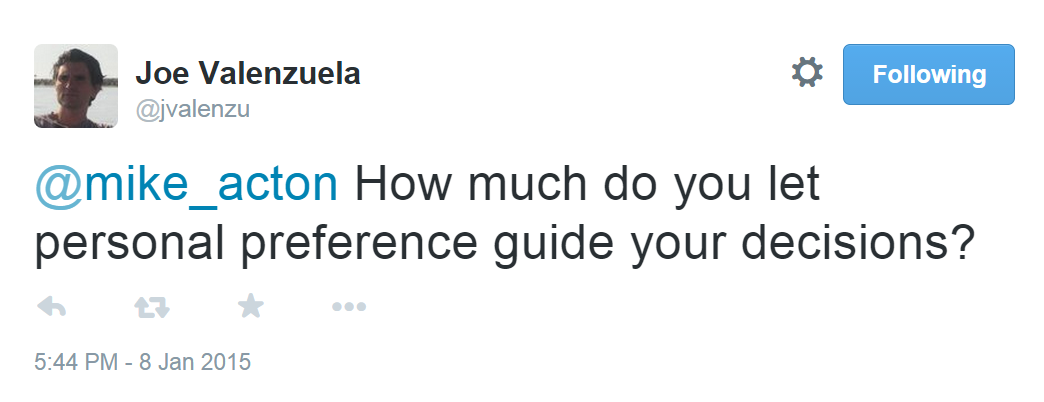 Joe Valenzuela
@jvalenzu
Following
@mike_acton How much do you let
personal preference guide your decisions?
5:44 PM - 8 Jan 2015